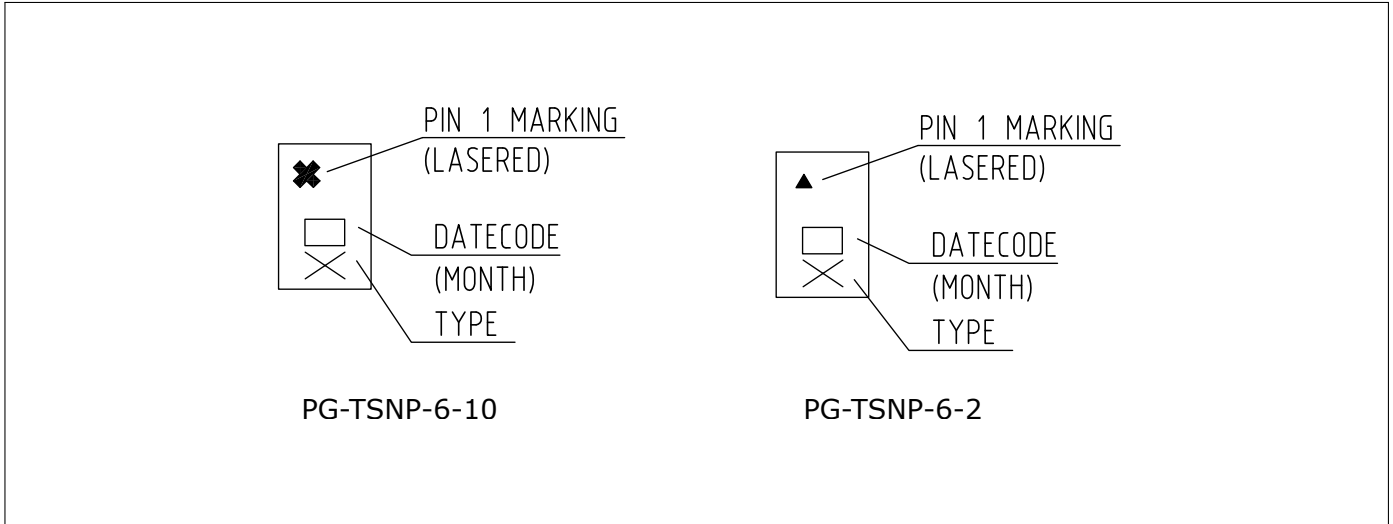 PIN 1 MARKING
(LASERED)
DATECODE
(MONTH)
TYPE
PG-TSNP-6-10
PIN 1 MARKING
(LASERED)
DATECODE
(MONTH)
TYPE
PG-TSNP-6-2